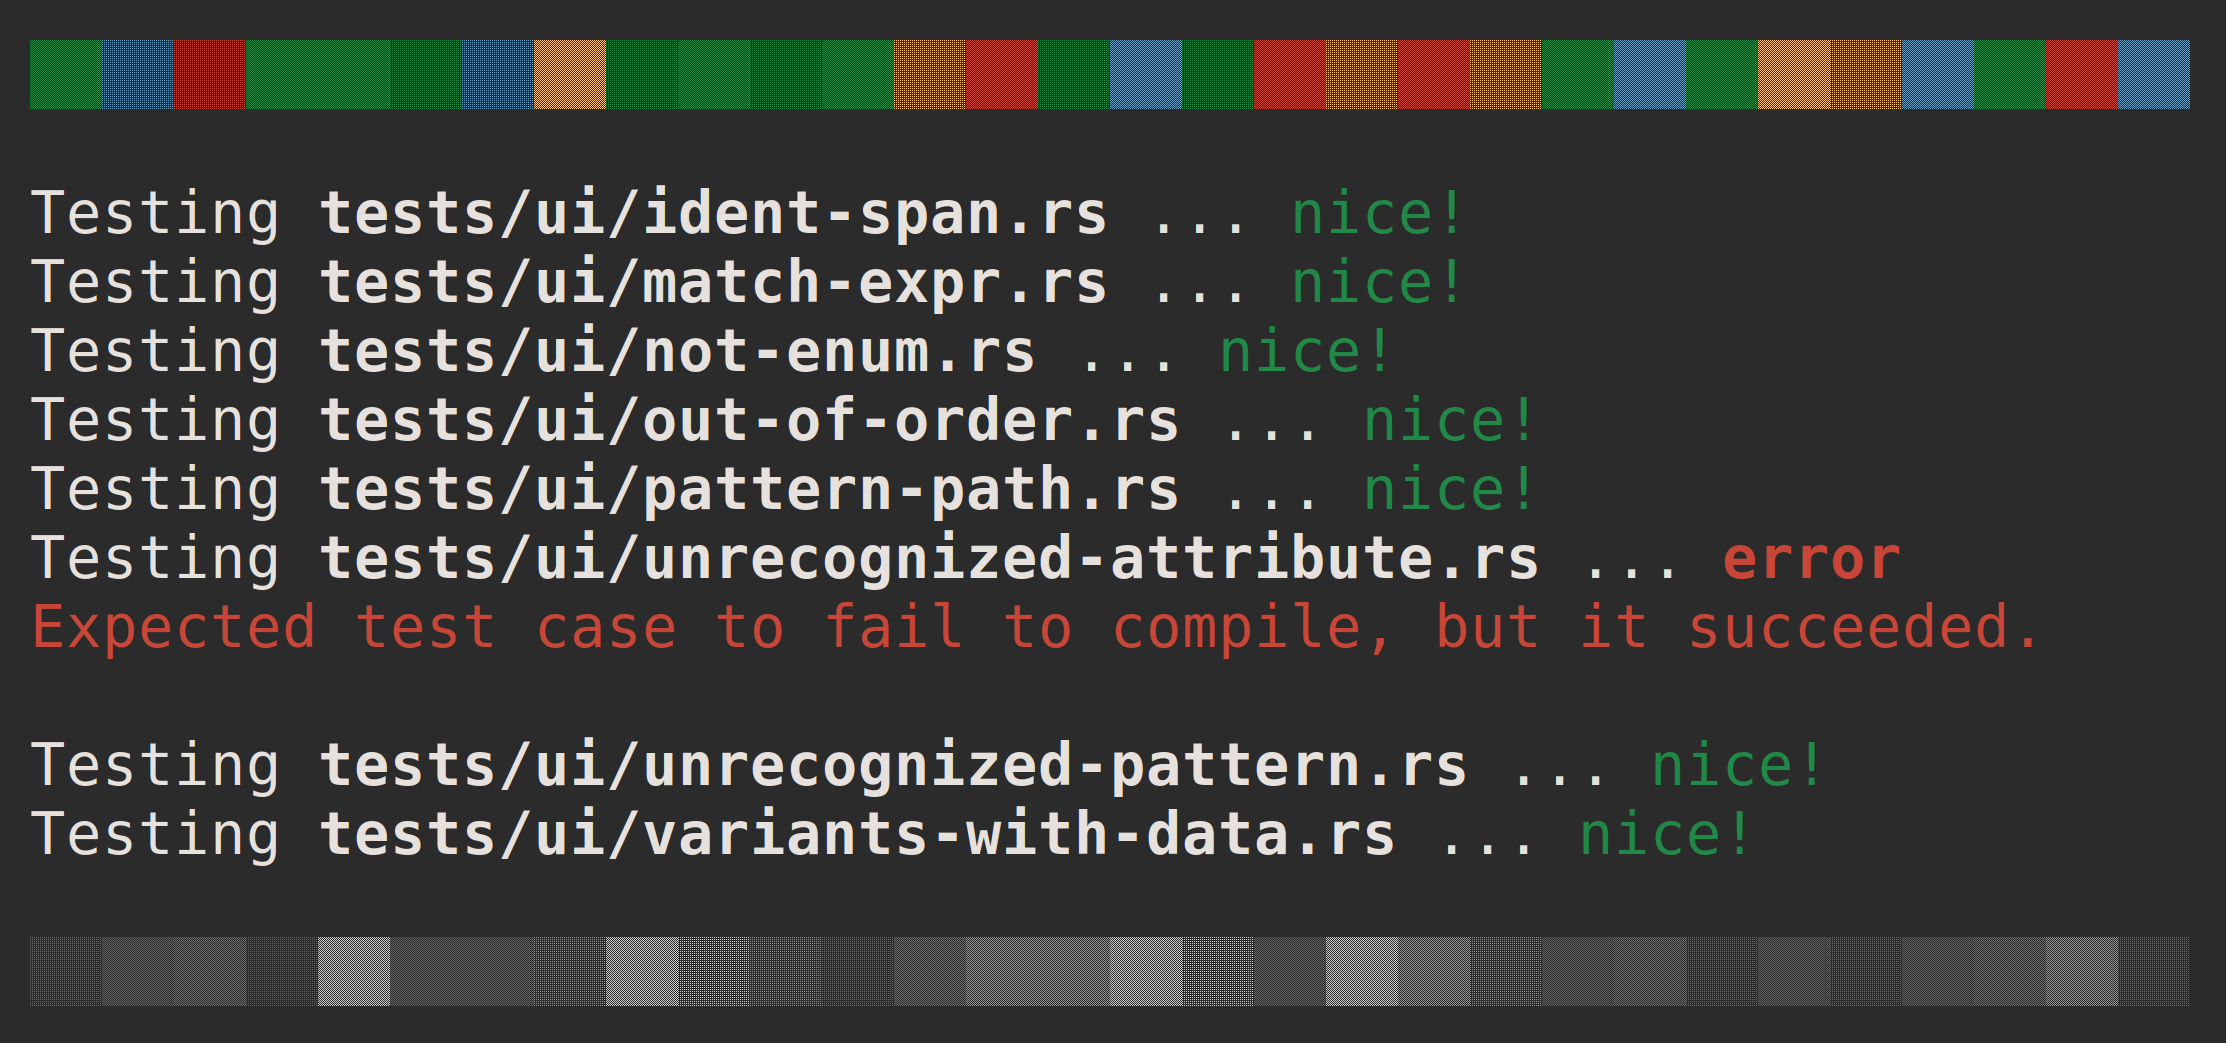 Testing tests/ui/ident-span.rs ... nice!
Testing tests/ui/match-expr.rs ... nice!
Testing tests/ui/not-enum.rs ... nice!
Testing tests/ui/out-of-order.rs ... nice!
Testing tests/ui/pattern-path.rs ... nice!
Testing tests/ui/unrecognized-attribute.rs ... error
Expected test case to fail to compile, but it succeeded.
Testing tests/ui/unrecognized-pattern.rs ... nice!
Testing tests/ui/variants-with-data.rs ... nice!